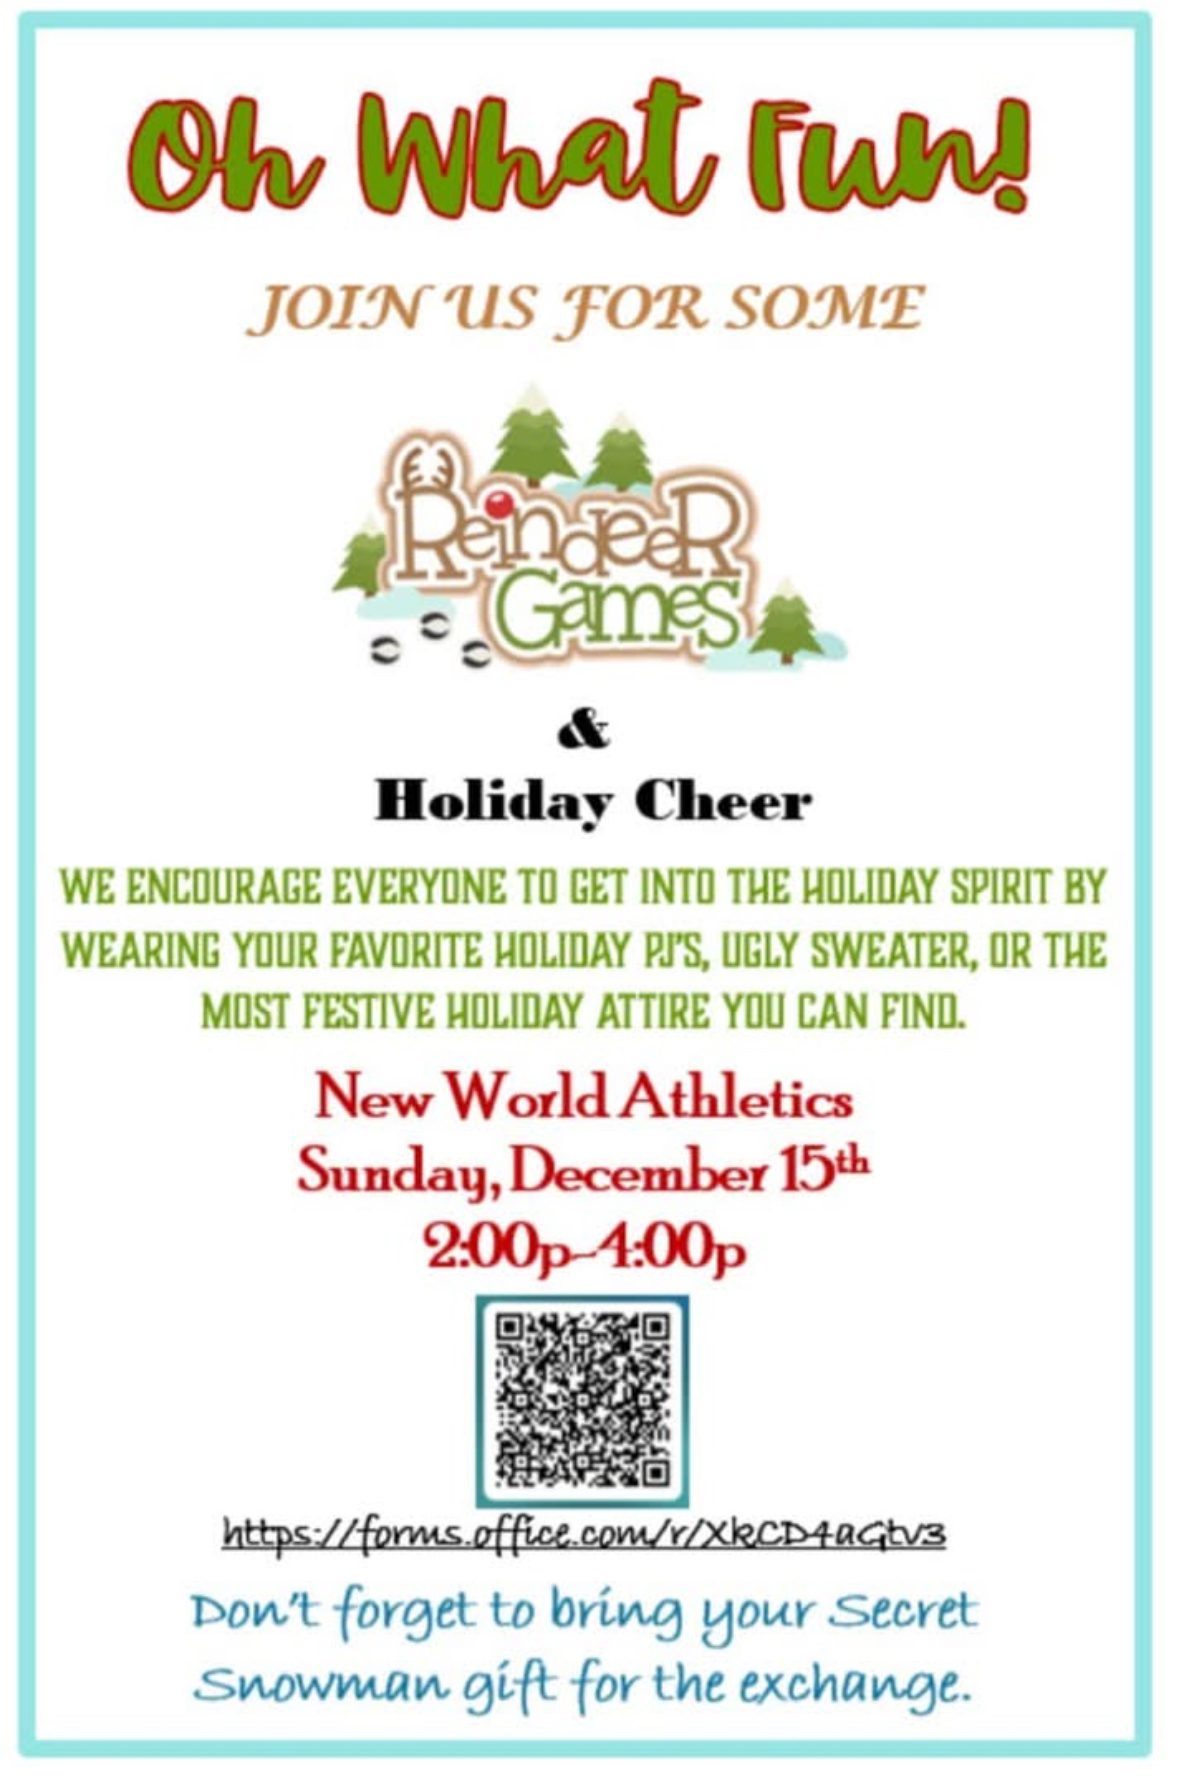 Oh What Fun!
JOIN US FOR SOME
Reindeer
Games
&
Holiday Cheer
WE ENCOURAGE EVERYONE TO GET INTO THE HOLIDAY SPIRIT BY
WEARING YOUR FAVORITE HOLIDAY PJ'S, UGLY SWEATER, OR THE
MOST FESTIVE HOLIDAY ATTIRE YOU CAN FIND.
New World Athletics
Sunday, December 15th
2:00p-4:00p
https://forms.office.com/r/XkCD4aGtv3
Don't forget to bring your Secret
Snowman gift for the exchange.